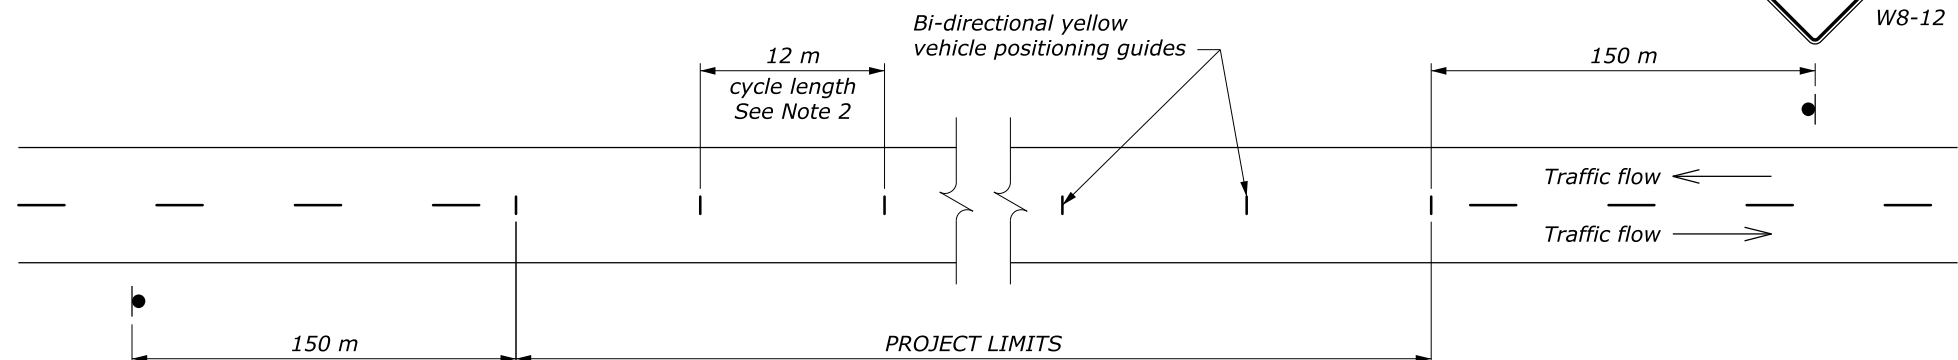 Bi-directional yellow
vehicle positioning guides
W8-12
12 m
cycle length
See Note 2
150 m
Traffic flow
Traffic flow
150 m
PROJECT LIMITS